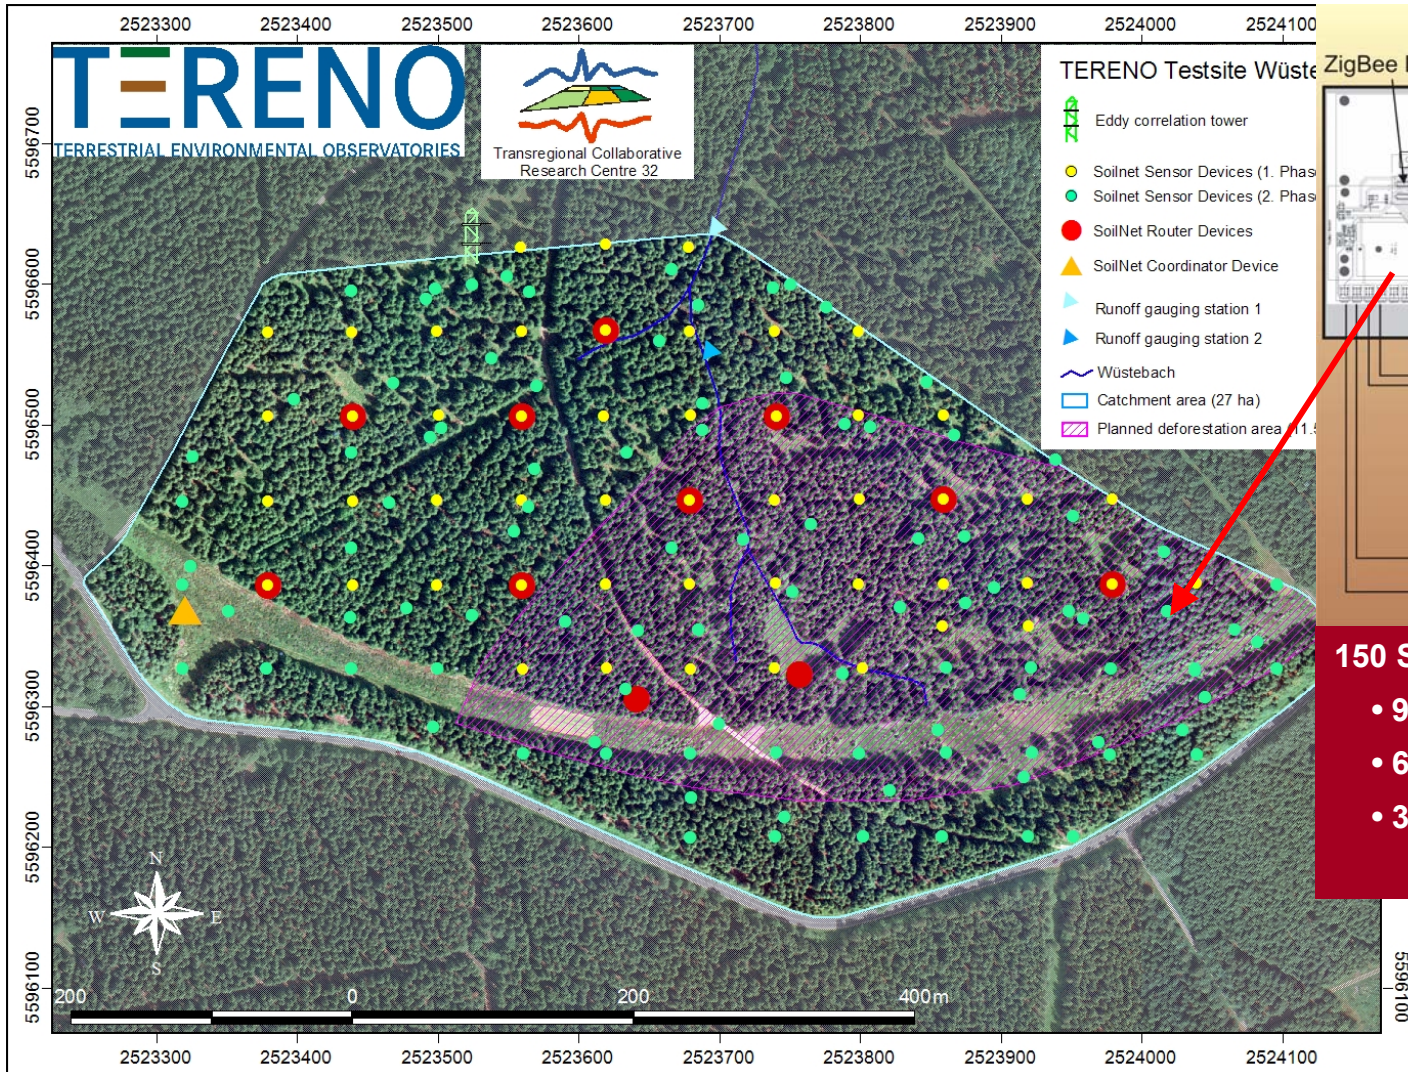 2523300 2523400 2523500 2523600 2523700 2523800 2523900 2524000 2524100
TERENO
TERRESTRIAL ENVIRONMENTAL OBSERVATORIES
Transregional Collaborative
Research Centre 32
TERENO Testsite Wüste
Eddy correlation tower
Soilnet Sensor Devices (1. Phas
Soilnet Sensor Devices (2. Phas
SoilNet Router Devices
SoilNet Coordinator Device
Runoff gauging station 1
Runoff gauging station 2
Wüstebach
Catchment area (27 ha)
Planned deforestation area (11.5
ZigBee
150 S
• 9
• 6
• 3
5596700
5596600
5596500
5596400
5596300
5596200
5596100
5596100
N
W E
S
200 0 200 400 m
2523300 2523400 2523500 2523600 2523700 2523800 2523900 2524000 2524100